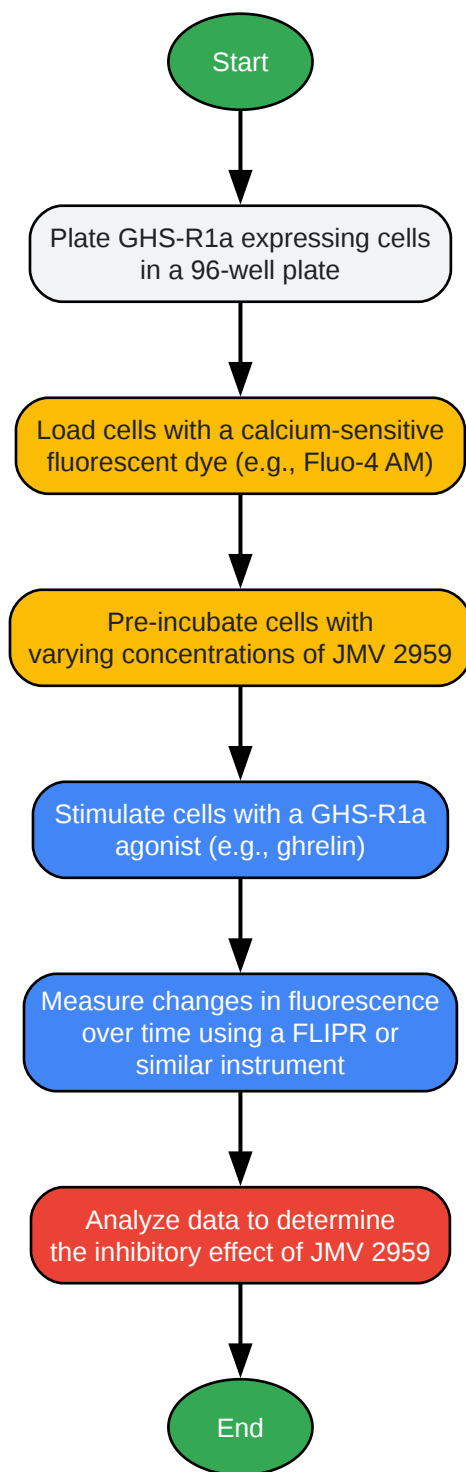 Start
Plate GHS-R1a expressing cells
in a 96-well plate
Load cells with a calcium-sensitive
fluorescent dye (e.g., Fluo-4 AM)
Pre-incubate cells with
varying concentrations of JMV 2959
Stimulate cells with a GHS-R1a
agonist (e.g., ghrelin)
Measure changes in fluorescence
over time using a FLIPR or
similar instrument
Analyze data to determine
the inhibitory effect of JMV 2959
End